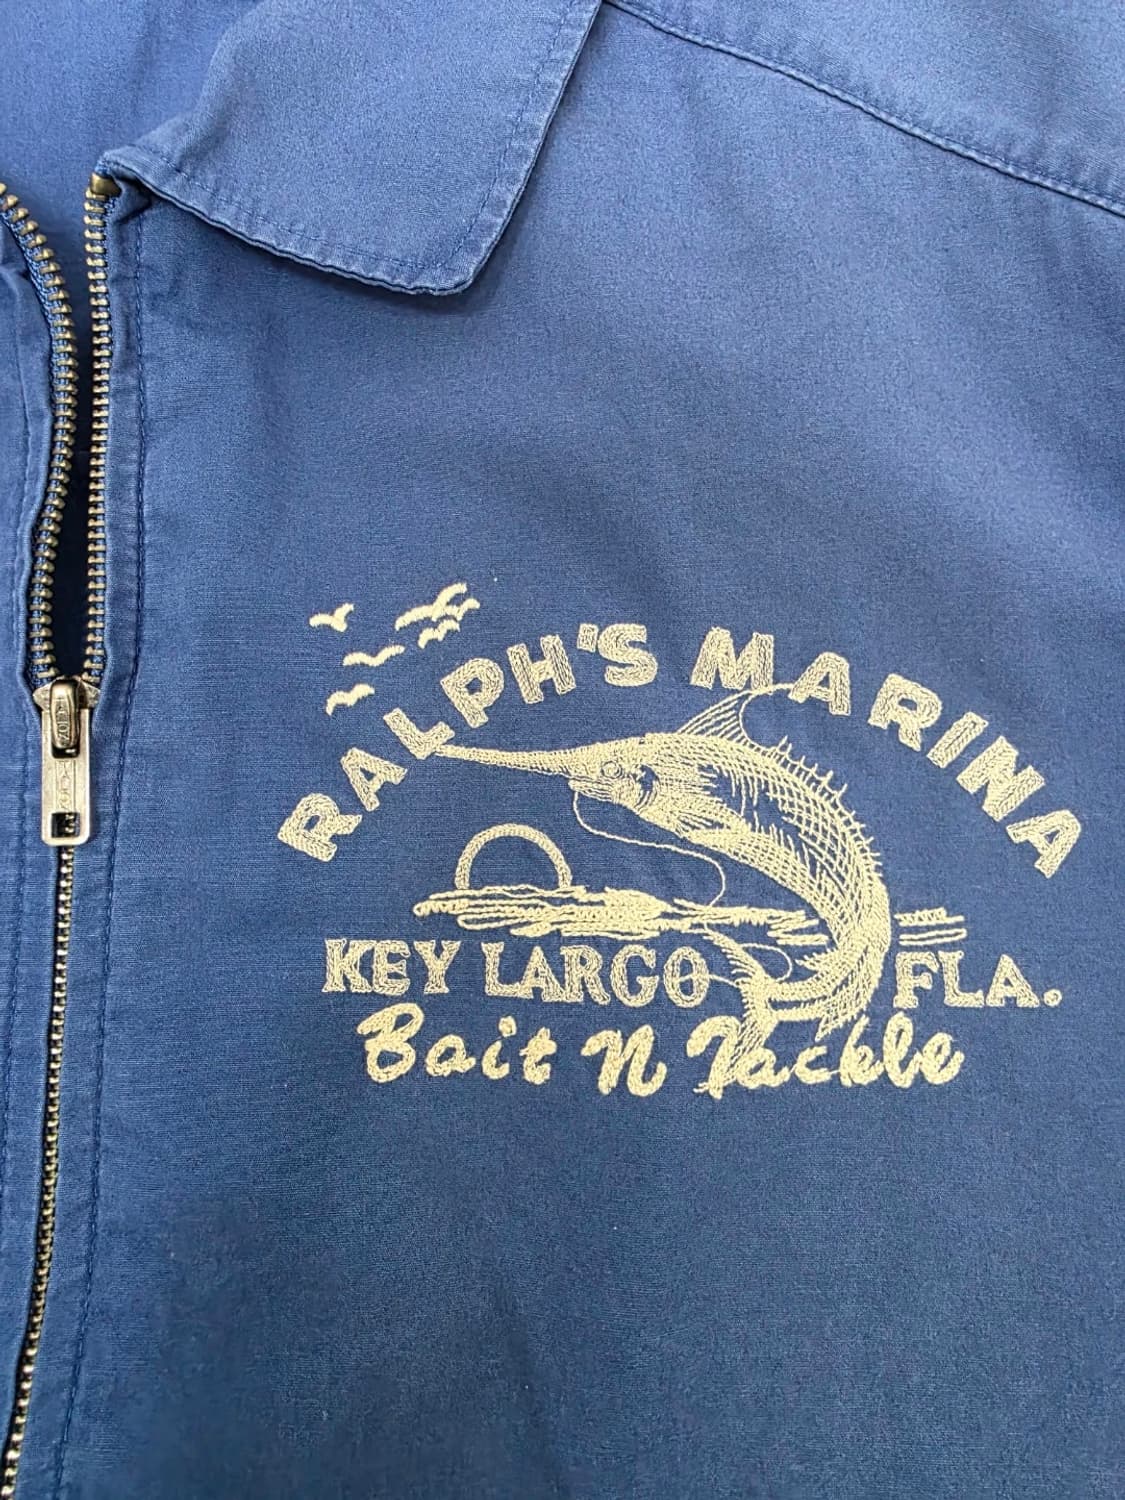 RALPH'S MARINA
KEY LARGO FLA.
Bait N Tackle